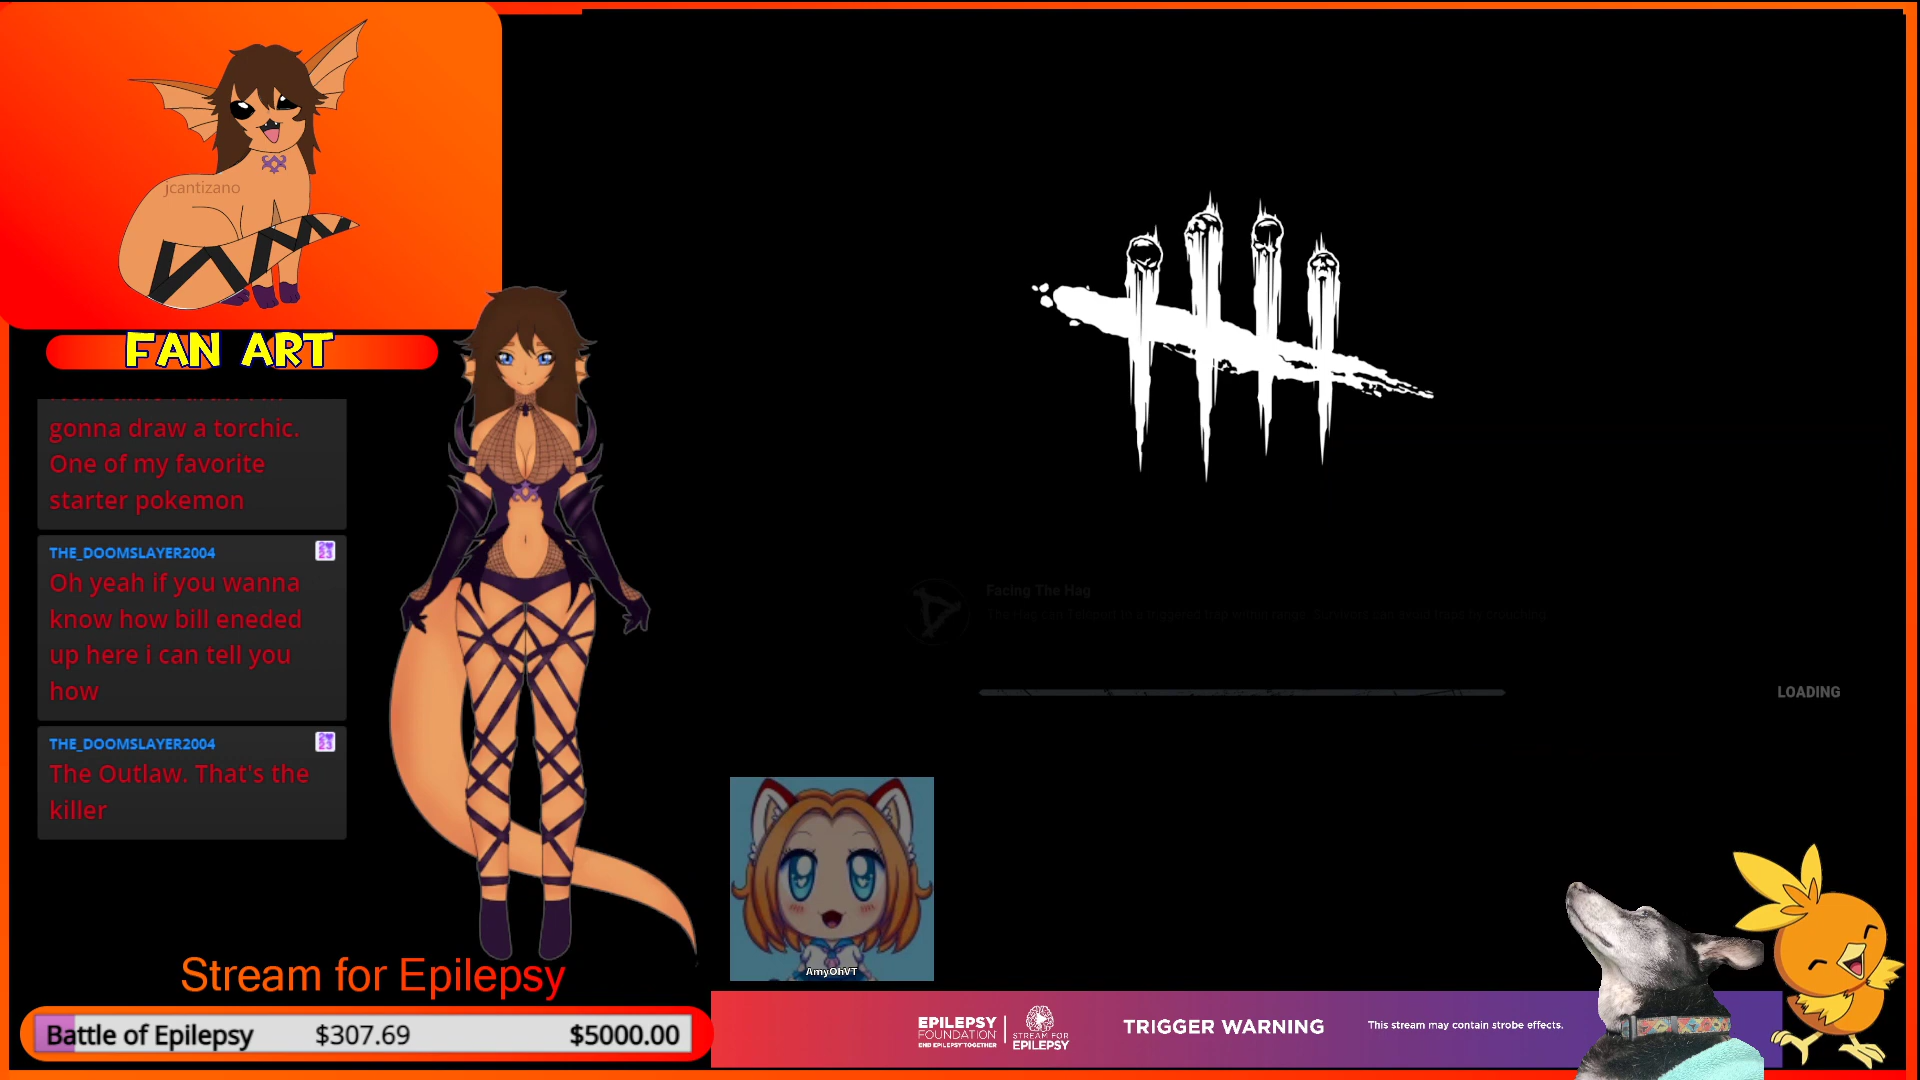 jcantizano
FAN ART
gonna draw a torchic.
One of my favorite
starter pokemon
THE_DOOMSLAYER2004
Oh yeah if you wanna
know how bill eneded
up here i can tell you
how
THE_DOOMSLAYER2004
The Outlaw. That's the
killer
Facing The Hag
LOADING
AmyOhVT
Stream for Epilepsy
Battle of Epilepsy $307.69 $5000.00
EPILEPSY
FOUNDATION
END EPILEPSY TOGETHER
STREAM FOR
EPILEPSY
TRIGGER WARNING
This stream may contain strobe effects.